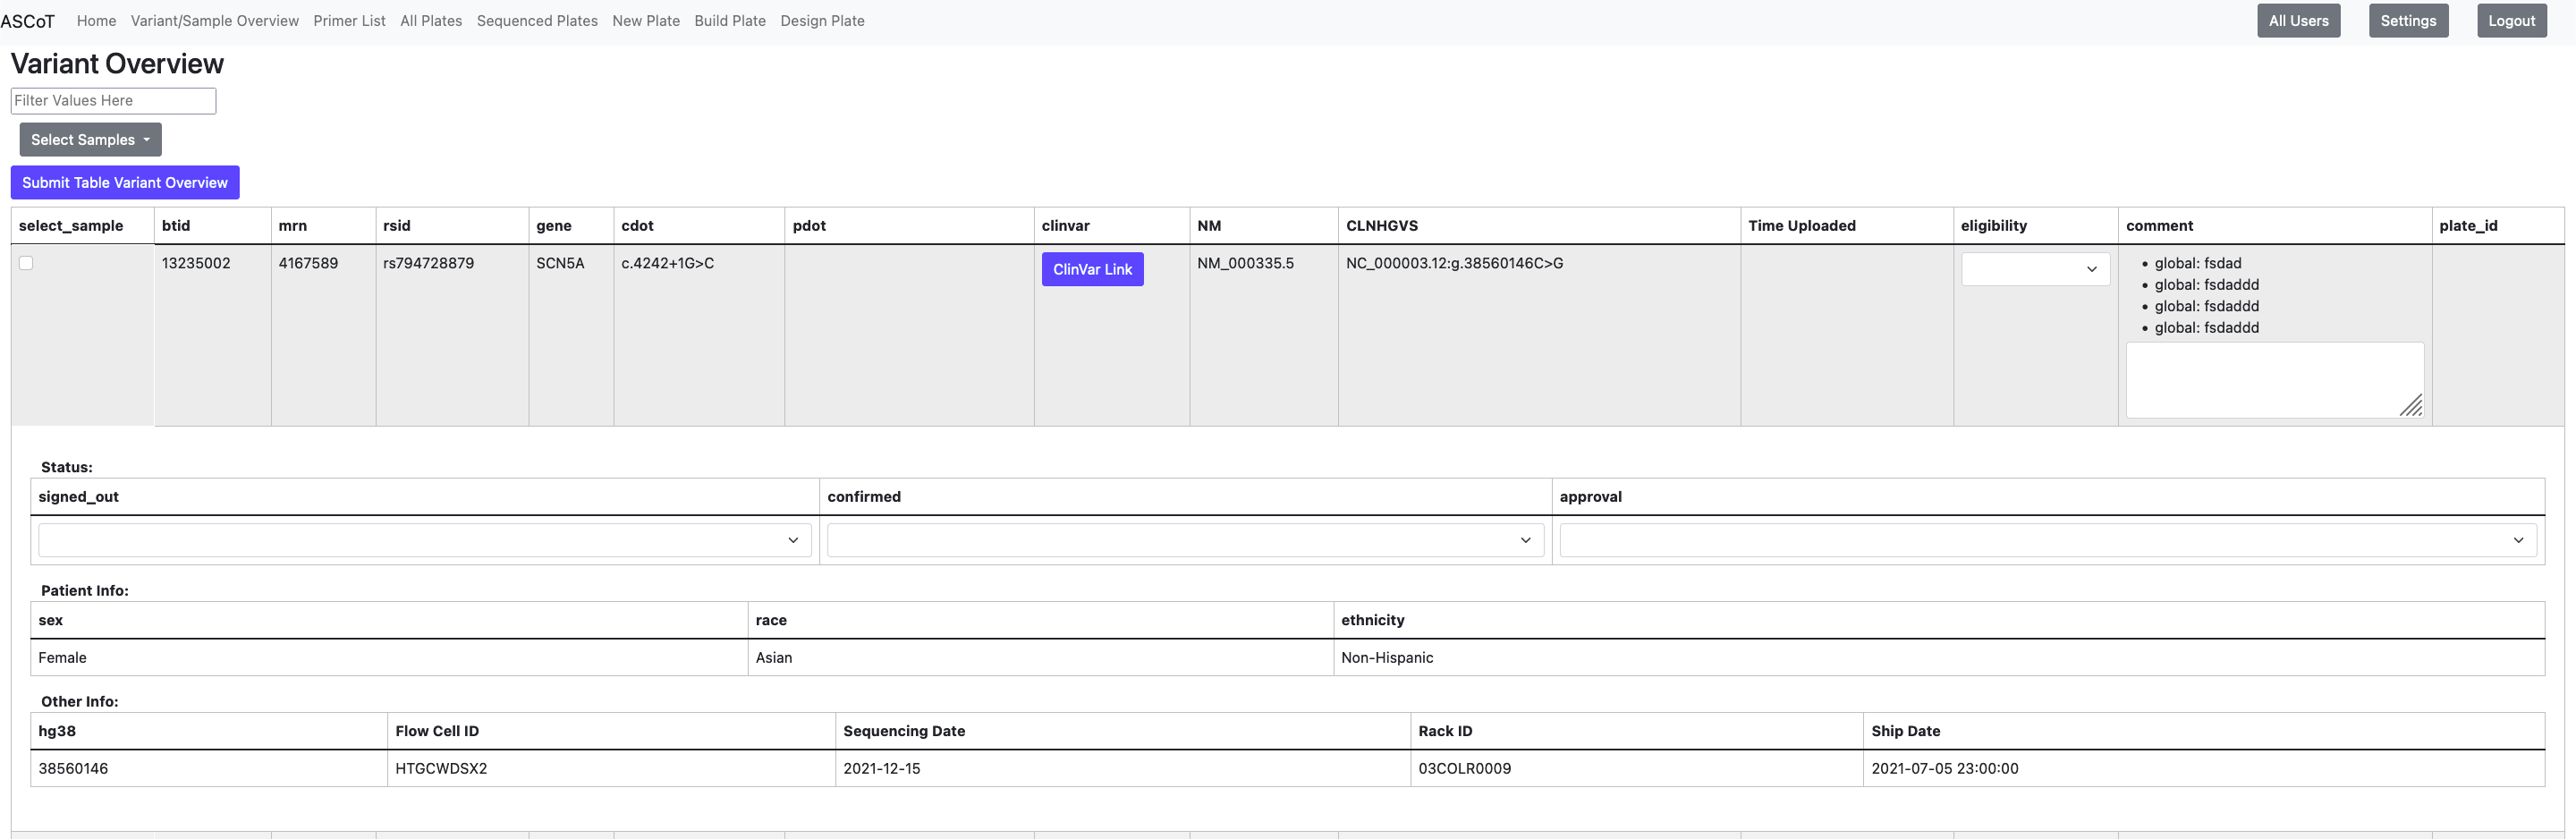 ASCoT Home Variant/Sample Overview Primer List All Plates Sequenced Plates New Plate Build Plate Design Plate All Users Settings Logout
Variant Overview
Filter Values Here
Select Samples
Submit Table Variant Overview
select_sample btid mrn rsid gene cdot pdot clinvar NM CLNHGVS Time Uploaded eligibility comment plate_id
13235002 4167589 rs794728879 SCN5A c.4242+1G>C ClinVar Link NM_000335.5 NC_000003.12:g.38560146C>G
• global: fsdad
• global: fsdaddd
• global: fsdaddd
• global: fsdaddd
Status:
signed_out confirmed approval
Patient Info:
sex race ethnicity
Female Asian Non-Hispanic
Other Info:
hg38 Flow Cell ID Sequencing Date Rack ID Ship Date
38560146 HTGCWDSX2 2021-12-15 03COLR0009 2021-07-05 23:00:00